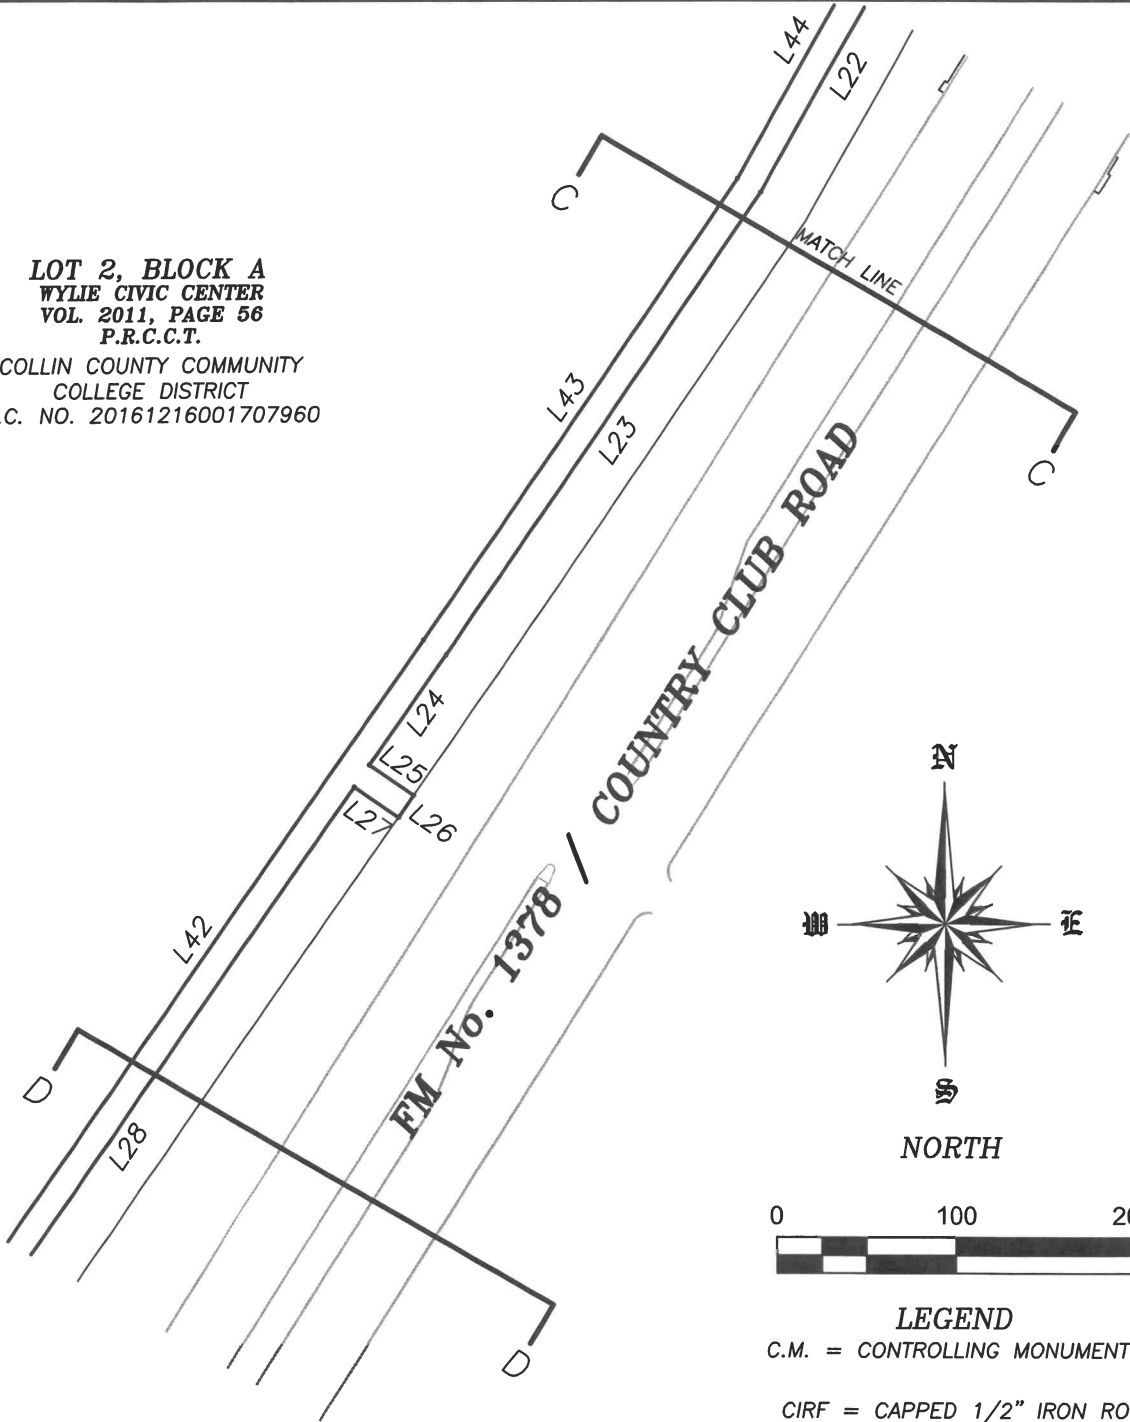 L44
L22
C
MATCH LINE
LOT 2, BLOCK A
WYLIE CIVIC CENTER
VOL. 2011, PAGE 56
P.R.C.C.T.
COLLIN COUNTY COMMUNITY
COLLEGE DISTRICT
.C. NO. 20161216001707960
L43
L23
C
FM No. 1378 / COUNTRY CLUB ROAD
L24
L25
L27
L26
N
W
E
S
NORTH
L42
D
L28
D
0 100 20
LEGEND
C.M. = CONTROLLING MONUMENT
CIRF = CAPPED 1/2" IRON RO